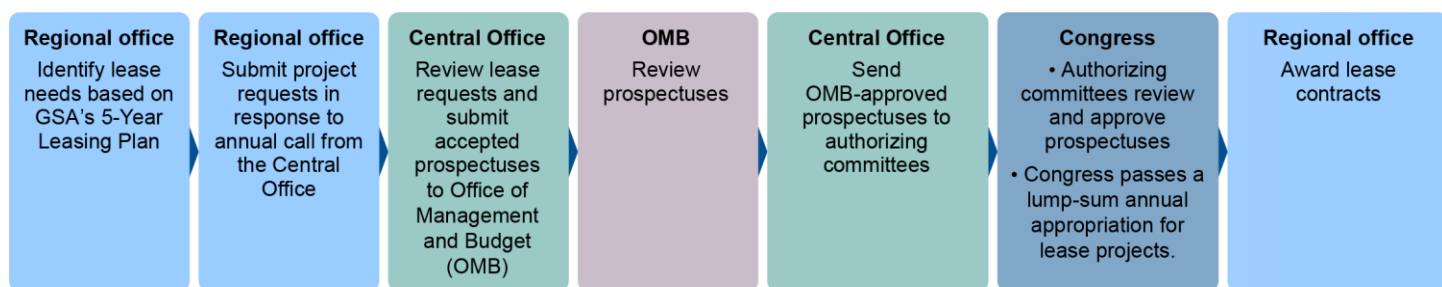 Regional office
Identify lease
needs based on
GSA's 5-Year
Leasing Plan
Regional office
Submit project
requests in
response to
annual call from
the Central
Office
Central Office
Review lease
requests and
submit
accepted
prospectuses
to Office of
Management
and Budget
(OMB)
OMB
Review
prospectuses
Central Office
Send
OMB-approved
prospectuses to
authorizing
committees
Congress
• Authorizing
committees review
and approve
prospectuses
• Congress passes a
lump-sum annual
appropriation for
lease projects.
Regional office
Award lease
contracts